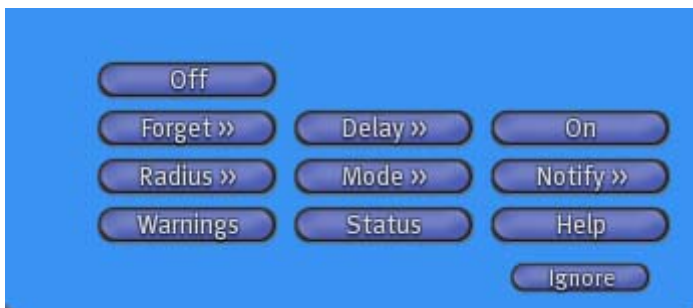 Off
Forget » Delay » On
Radius » Mode » Notify »
Warnings Status Help
Ignore